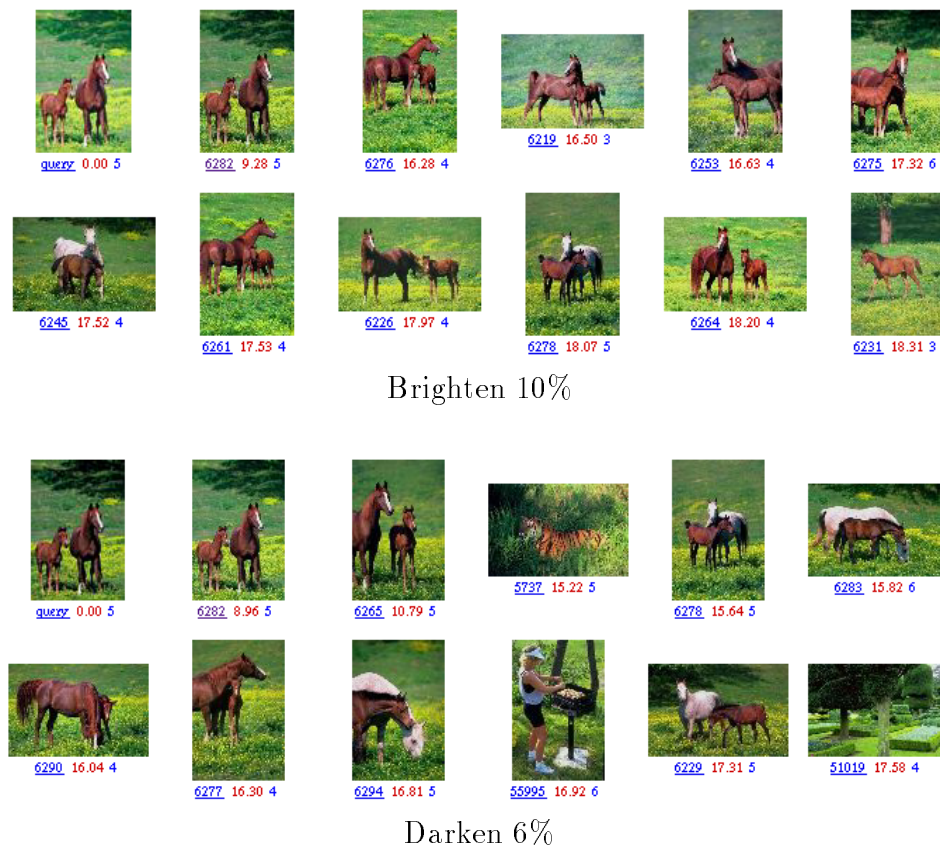 query 0.00 5
6282 9.28 5
6276 16.28 4
6219 16.50 3
6253 16.63 4
6275 17.32 6
6245 17.52 4
6261 17.53 4
6226 17.97 4
6278 18.07 5
6264 18.20 4
6231 18.31 3
Brighten 10%
query 0.00 5
6282 8.96 5
6265 10.79 5
5737 15.22 5
6278 15.64 5
6283 15.82 6
6290 16.04 4
6277 16.30 4
6294 16.81 5
55995 16.92 6
6229 17.31 5
51019 17.58 4
Darken 6%